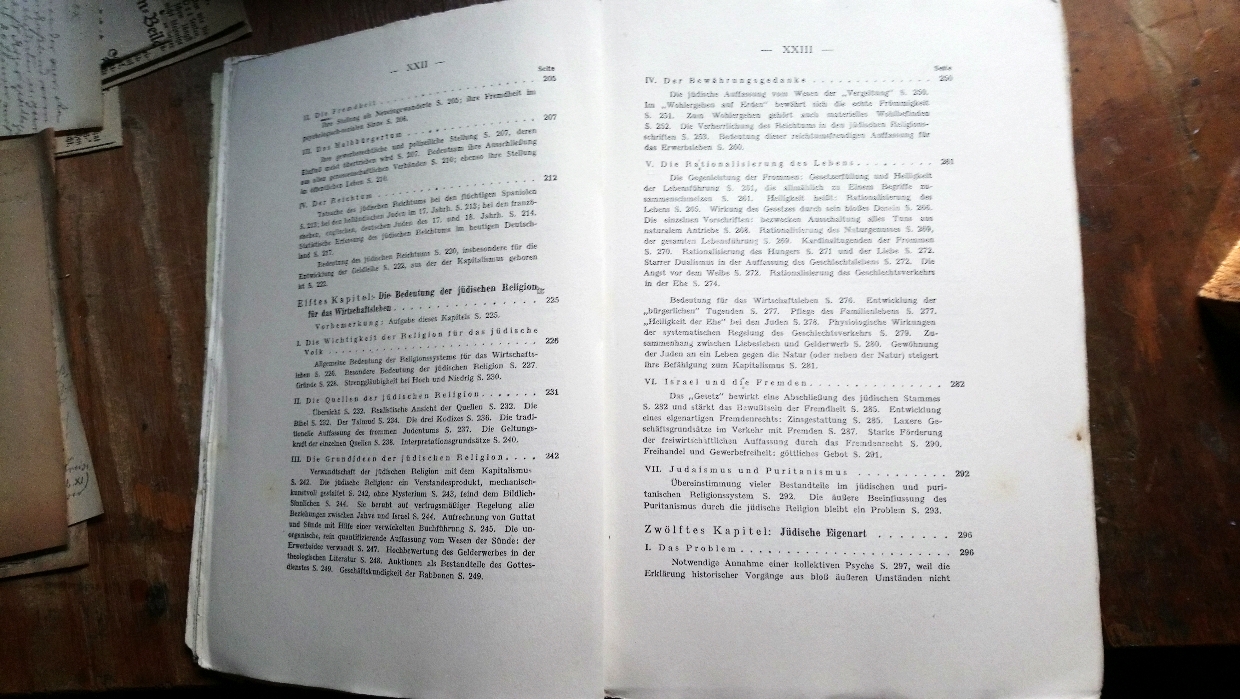 — XXII —
Seite
II. Die Fremdheit . . . . . . . . . . . . . . 205
Ihre Stellung als Neueingewanderte S. 205; ihre Fremdheit im
psychologisch-sozialen Sinne S. 206.
III. Das Halbbürgertum . . . . . . . . . . . . 207
Ihre gewerberechtliche und polizeiliche Stellung S. 207, deren
Einfluß meist übertrieben wird S. 207. Bedeutsam ihre Ausschließung
aus allen genossenschaftlichen Verbänden S. 210; ebenso ihre Stellung
im öffentlichen Leben S. 210.
IV. Der Reichtum . . . . . . . . . . . . . . 212
Tatsache des jüdischen Reichtums bei den flüchtigen Spaniolen
S. 213; bei den holländischen Juden im 17. Jahrh. S. 213; bei den franzö-
sischen, englischen, deutschen Juden des 17. und 18. Jahrh. S. 214.
Statistische Erfassung des jüdischen Reichtums im heutigen Deutsch-
land S. 217.
Bedeutung des jüdischen Reichtums S. 220, insbesondere für die
Entwicklung der Geldleihe S. 222, aus der der Kapitalismus geboren
ist S. 222.
Elftes Kapitel: Die Bedeutung der jüdischen Religion
für das Wirtschaftsleben . . . . . . . . . . . . 225
Vorbemerkung: Aufgabe dieses Kapitels S. 225.
I. Die Wichtigkeit der Religion für das jüdische
Volk . . . . . . . . . . . . . . . . . . . 226
Allgemeine Bedeutung der Religionssysteme für das Wirtschafts-
leben S. 226. Besondere Bedeutung der jüdischen Religion S. 227.
Gründe S. 228. Strenggläubigkeit bei Hoch und Niedrig S. 230.
II. Die Quellen der jüdischen Religion . . . . . . . 231
Übersicht S. 232. Realistische Ansicht der Quellen S. 232. Die
Bibel S. 232. Der Talmud S. 234. Die drei Kodizes S. 236. Die tradi-
tionelle Auffassung des frommen Judentums S. 237. Die Geltungs-
kraft der einzelnen Quellen S. 238. Interpretationsgrundsätze S. 240.
III. Die Grundideen der jüdischen Religion . . . . 242
Verwandtschaft der jüdischen Religion mit dem Kapitalismus
S. 242. Die jüdische Religion: ein Verstandesprodukt, mechanisch-
kunstvoll gestaltet S. 242, ohne Mysterium S. 243, feind dem Bildlich-
Sinnlichen S. 244. Sie beruht auf vertragsmäßiger Regelung aller
Beziehungen zwischen Jahve und Israel S. 244. Aufrechnung von Guttat
und Sünde mit Hilfe einer verwickelten Buchführung S. 245. Die un-
organische, rein quantifizierende Auffassung vom Wesen der Sünde: der
Erwerbsidee verwandt S. 247. Hochbewertung des Gelderwerbes in der
theologischen Literatur S. 248. Auktionen als Bestandteile des Gottes-
dienstes S. 249. Geschäftskundigkeit der Rabbonen S. 249.
— XXIII —
Seite
IV. Der Bewährungsgedanke . . . . . . . . . . . . 250
Die jüdische Auffassung vom Wesen der „Vergeltung“ S. 250.
Im „Wohlergehen auf Erden“ bewährt sich die echte Frömmigkeit
S. 251. Zum Wohlergehen gehört auch materielles Wohlbefinden
S. 252. Die Verherrlichung des Reichtums in den jüdischen Religions-
schriften S. 253. Bedeutung dieser reichtumsfreundigen Auffassung für
das Erwerbsleben S. 260.
V. Die Rationalisierung des Lebens . . . . . . . . 261
Die Gegenleistung der Frommen: Gesetzerfüllung und Heiligkeit
der Lebensführung S. 261, die allmählich zu Einem Begriffe zu-
sammenschmelzen S. 261. Heiligkeit heißt: Rationalisierung des
Lebens S. 265. Wirkung des Gesetzes durch sein bloßes Dasein S. 266.
Die einzelnen Vorschriften: bezwecken Ausschaltung alles Tuns aus
naturalem Antriebe S. 268. Rationalisierung des Naturgenusses S. 269,
der gesamten Lebensführung S. 269. Kardinaltugenden der Frommen
S. 270. Rationalisierung des Hungers S. 271 und der Liebe S. 272.
Starrer Dualismus in der Auffassung des Geschlechtslebens S. 272. Die
Angst vor dem Weibe S. 272. Rationalisierung des Geschlechtsverkehrs
in der Ehe S. 274.
Bedeutung für das Wirtschaftsleben S. 276. Entwicklung der
„bürgerlichen“ Tugenden S. 277. Pflege des Familienlebens S. 277.
„Heiligkeit der Ehe“ bei den Juden S. 278. Physiologische Wirkungen
der systematischen Regelung des Geschlechtsverkehrs S. 279. Zu-
sammenhang zwischen Liebesleben und Gelderwerb S. 280. Gewöhnung
der Juden an ein Leben gegen die Natur (oder neben der Natur) steigert
ihre Befähigung zum Kapitalismus S. 281.
VI. Israel und die Fremden . . . . . . . . . . . . 282
Das „Gesetz“ bewirkt eine Abschließung des jüdischen Stammes
S. 282 und stärkt das Bewußtsein der Fremdheit S. 285. Entwicklung
eines eigenartigen Fremdenrechts: Zinsgestattung S. 285. Laxere Ge-
schäftsgrundsätze im Verkehr mit Fremden S. 287. Starke Förderung
der freiwirtschiftlichen Auffassung durch das Fremdenrecht S. 290.
Freihandel und Gewerbefreiheit: göttliches Gebot S. 291.
VII. Judaismus und Puritanismus . . . . . . . . . 292
Übereinstimmung vieler Bestandteile im jüdischen und puri-
tanischen Religionssystem S. 292. Die äußere Beeinflussung des
Puritanismus durch die jüdische Religion bleibt ein Problem S. 293.
Zwölftes Kapitel: Jüdische Eigenart . . . . . . . 296
I. Das Problem . . . . . . . . . . . . . . . . . 296
Notwendige Annahme einer kollektiven Psyche S. 297, weil die
Erklärung historischer Vorgänge aus bloß äußeren Umständen nicht